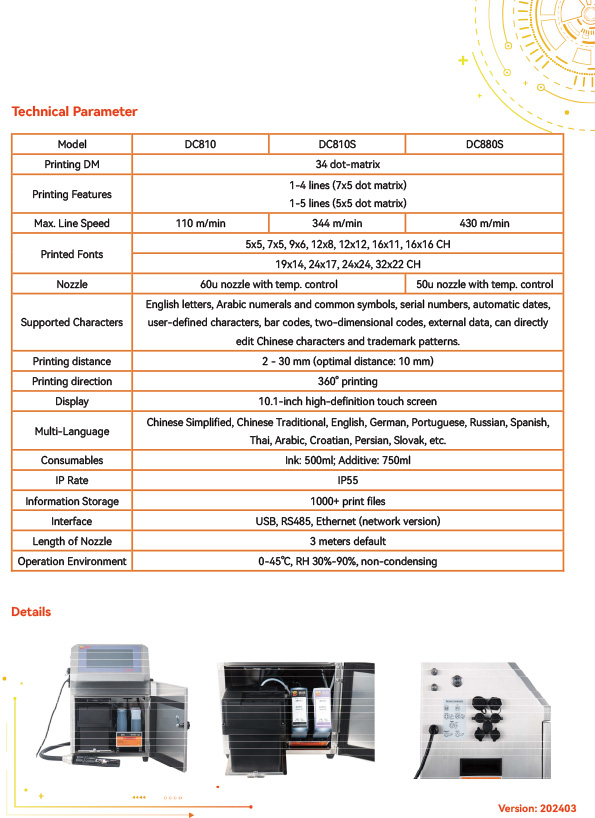 Technical Parameter
Model DC810 DC810S DC880S
Printing DM 34 dot-matrix
Printing Features 1-4 lines (7x5 dot matrix)
1-5 lines (5x5 dot matrix)
Max. Line Speed 110 m/min 344 m/min 430 m/min
Printed Fonts 5x5, 7x5, 9x6, 12x8, 12x12, 16x11, 16x16 CH
19x14, 24x17, 24x24, 32x22 CH
Nozzle 60u nozzle with temp. control 50u nozzle with temp. control
Supported Characters English letters, Arabic numerals and common symbols, serial numbers, automatic dates,
user-defined characters, bar codes, two-dimensional codes, external data, can directly
edit Chinese characters and trademark patterns.
Printing distance 2 - 30 mm (optimal distance: 10 mm)
Printing direction 360° printing
Display 10.1-inch high-definition touch screen
Multi-Language Chinese Simplified, Chinese Traditional, English, German, Portuguese, Russian, Spanish,
Thai, Arabic, Croatian, Persian, Slovak, etc.
Consumables Ink: 500ml; Additive: 750ml
IP Rate IP55
Information Storage 1000+ print files
Interface USB, RS485, Ethernet (network version)
Length of Nozzle 3 meters default
Operation Environment 0-45°C, RH 30%-90%, non-condensing
Details
Version: 202403